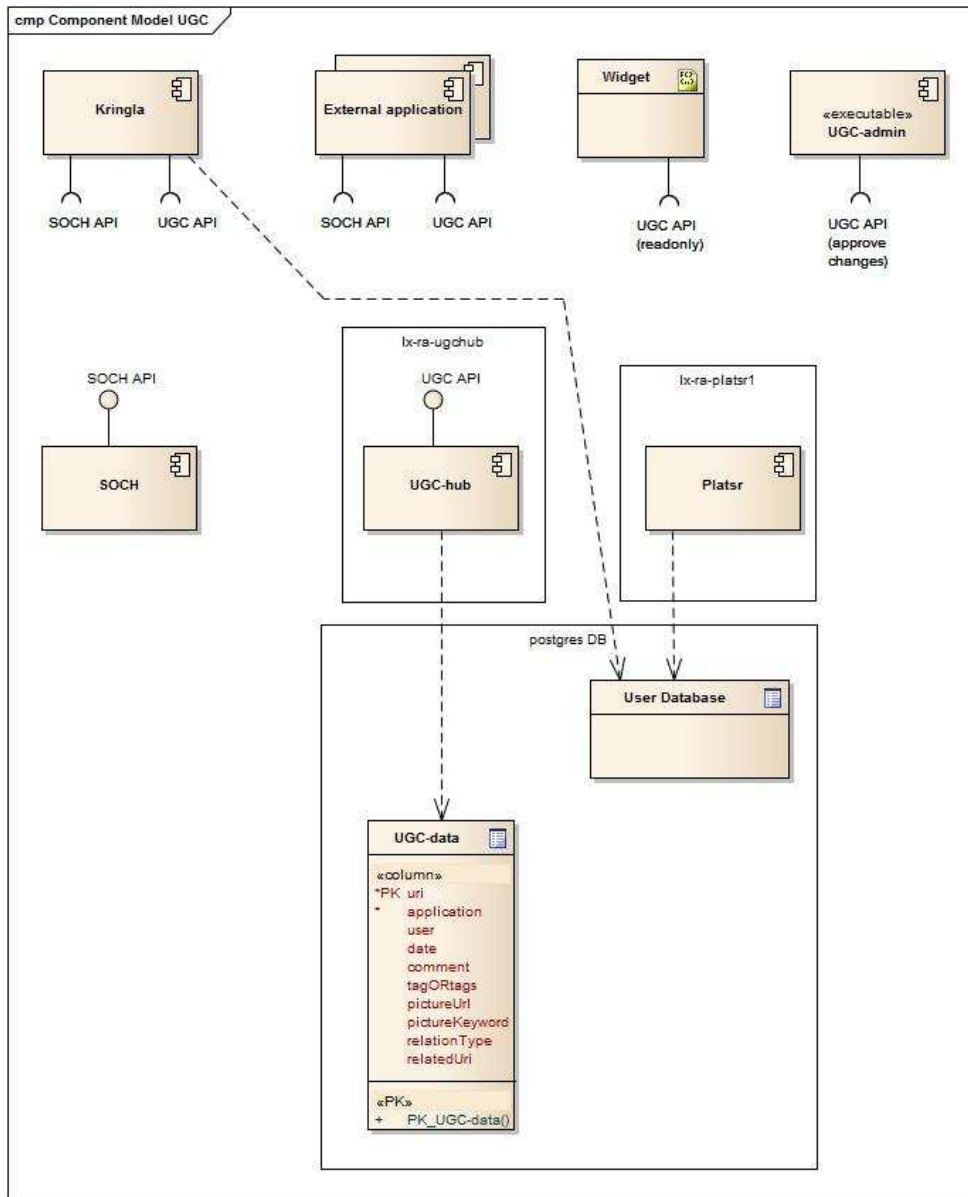 cmp Component Model UGC
Kringla
External application
Widget
«executable»
UGC-admin
SOCH API
UGC API
SOCH API
UGC API
UGC API
(readonly)
UGC API
(approve
changes)
lx-ra-ugchub
lx-ra-platsr1
SOCH API
UGC API
SOCH
UGC-hub
Platsr
postgres DB
User Database
UGC-data
«column»
*PK uri
* application
user
date
comment
tagORtags
pictureUrl
pictureKeyword
relationType
relatedUri
«PK»
+ PK_UGC-data()